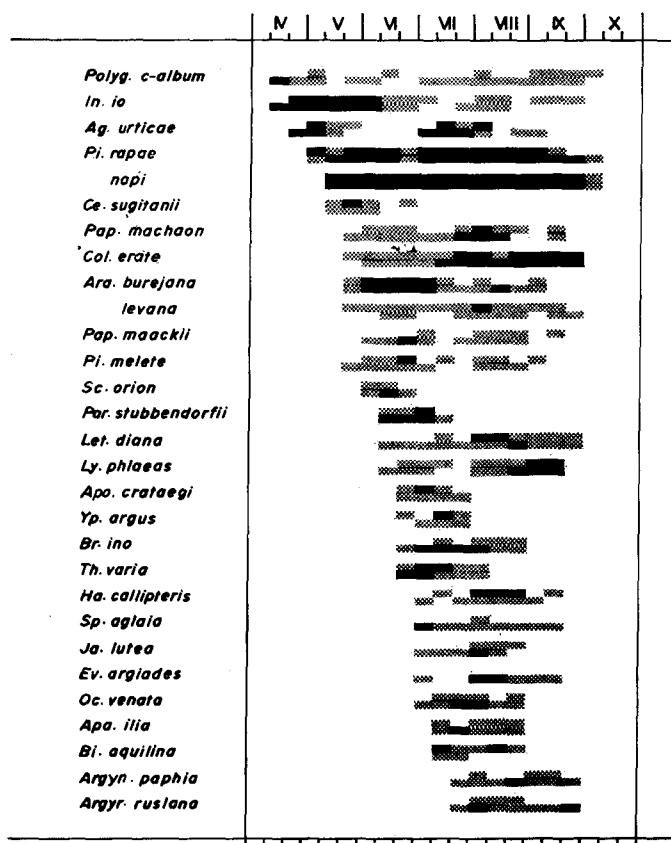 IV V VI VII VIII IX X
Polyg. c-album
In. io
Ag. urticae
Pi. rapae
napi
Ce. sugitanii
Pap. machaon
Col. erate
Ara. burejana
levana
Pap. maackii
Pi. melete
Sc. orion
Par. stubbendorfii
Let. diana
Ly. phlaeas
Apo. crataegi
Yp. argus
Br. ino
Th. varia
Ha. callipteris
Sp. aglaia
Ja. lutea
Ev. argiades
Oc. venata
Apa. ilia
Bi. aquilina
Argyn. paphia
Argyr. ruslana